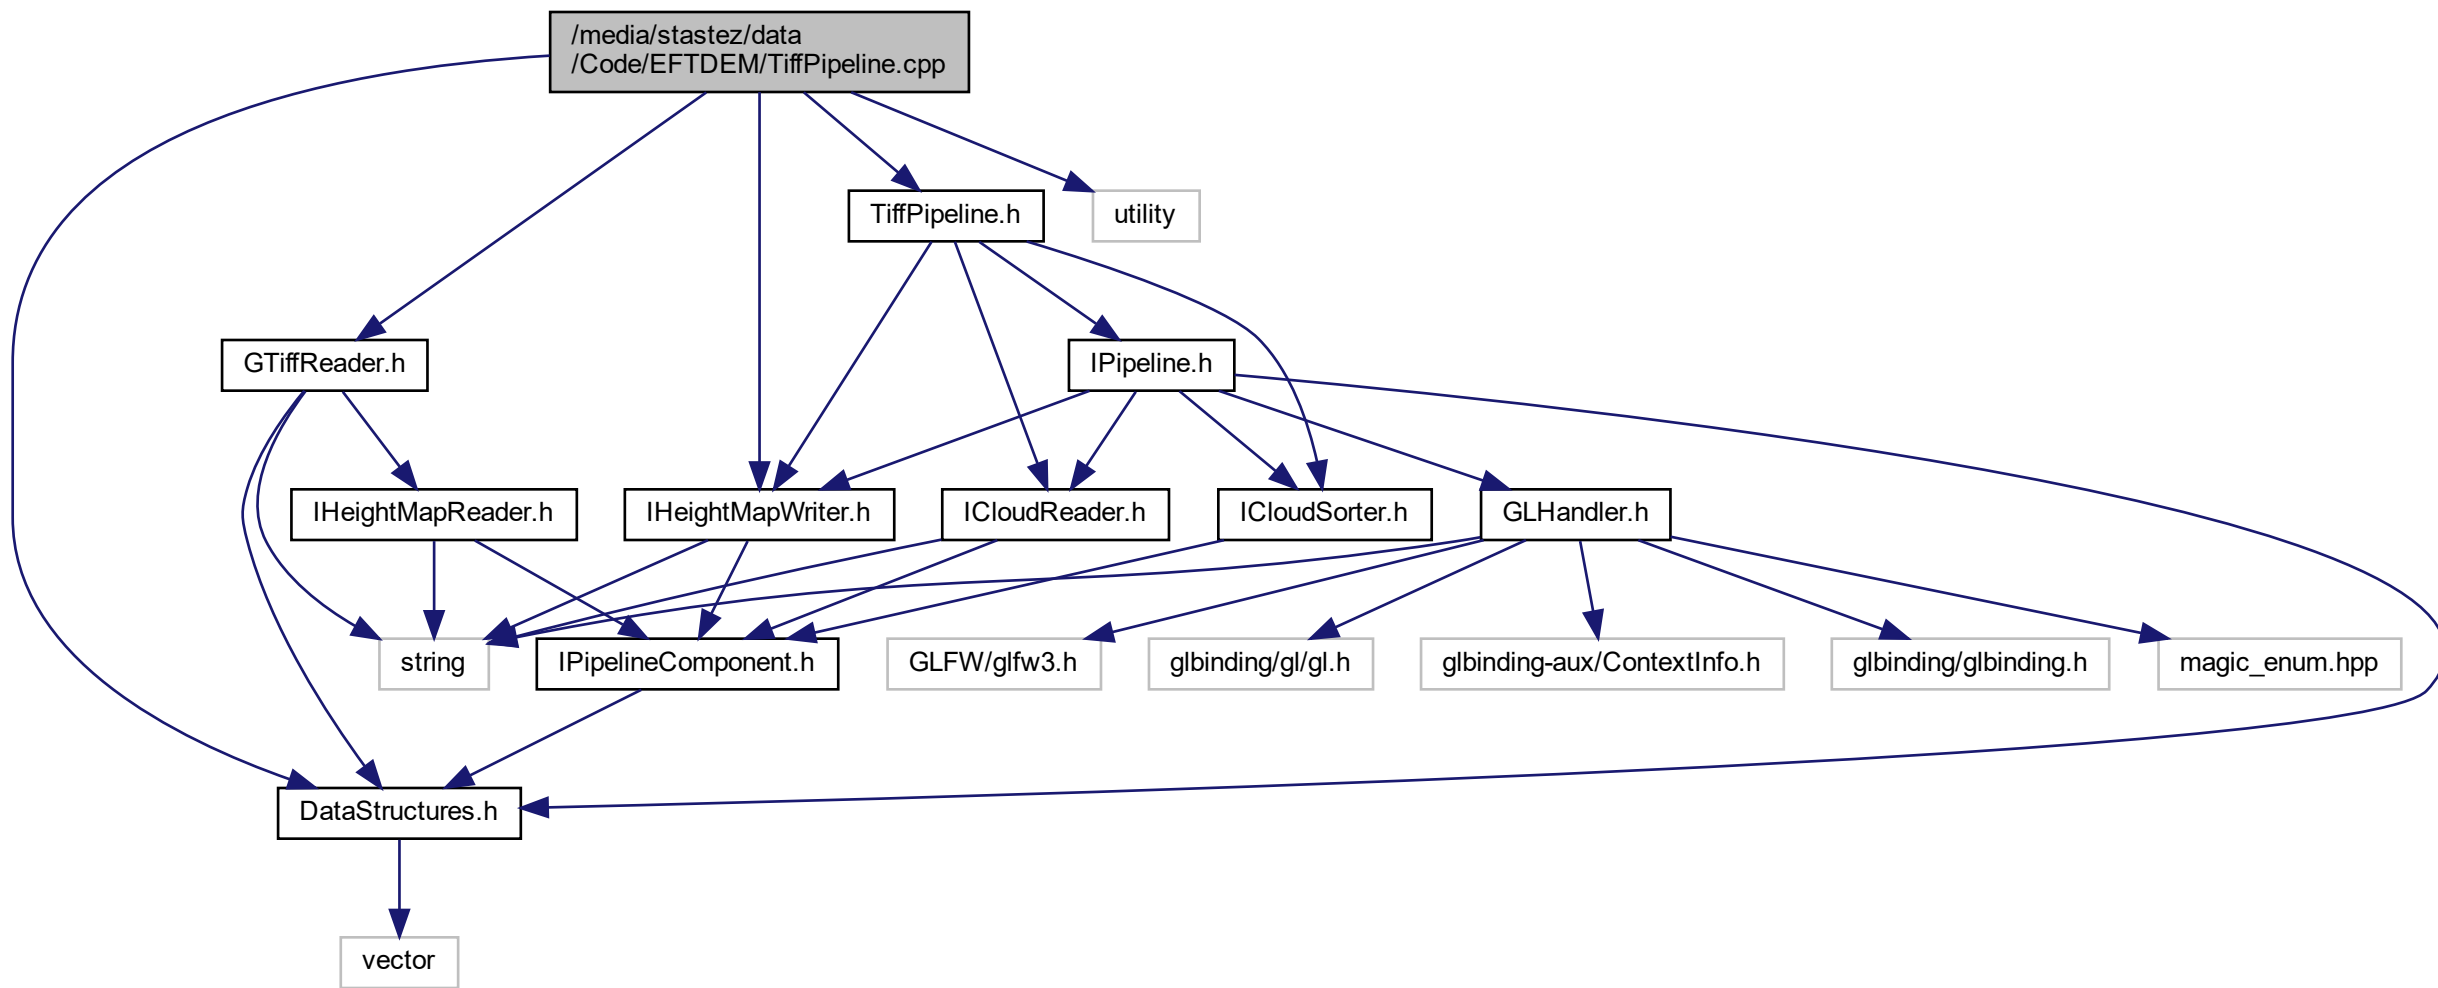 /media/stastez/data
/Code/EFTDEM/TiffPipeline.cpp
TiffPipeline.h
utility
GTiffReader.h
IPipeline.h
IHeightMapReader.h
IHeightMapWriter.h
ICloudReader.h
ICloudSorter.h
GLHandler.h
string
IPipelineComponent.h
GLFW/glfw3.h
glbinding/gl/gl.h
glbinding-aux/ContextInfo.h
glbinding/glbinding.h
magic_enum.hpp
DataStructures.h
vector